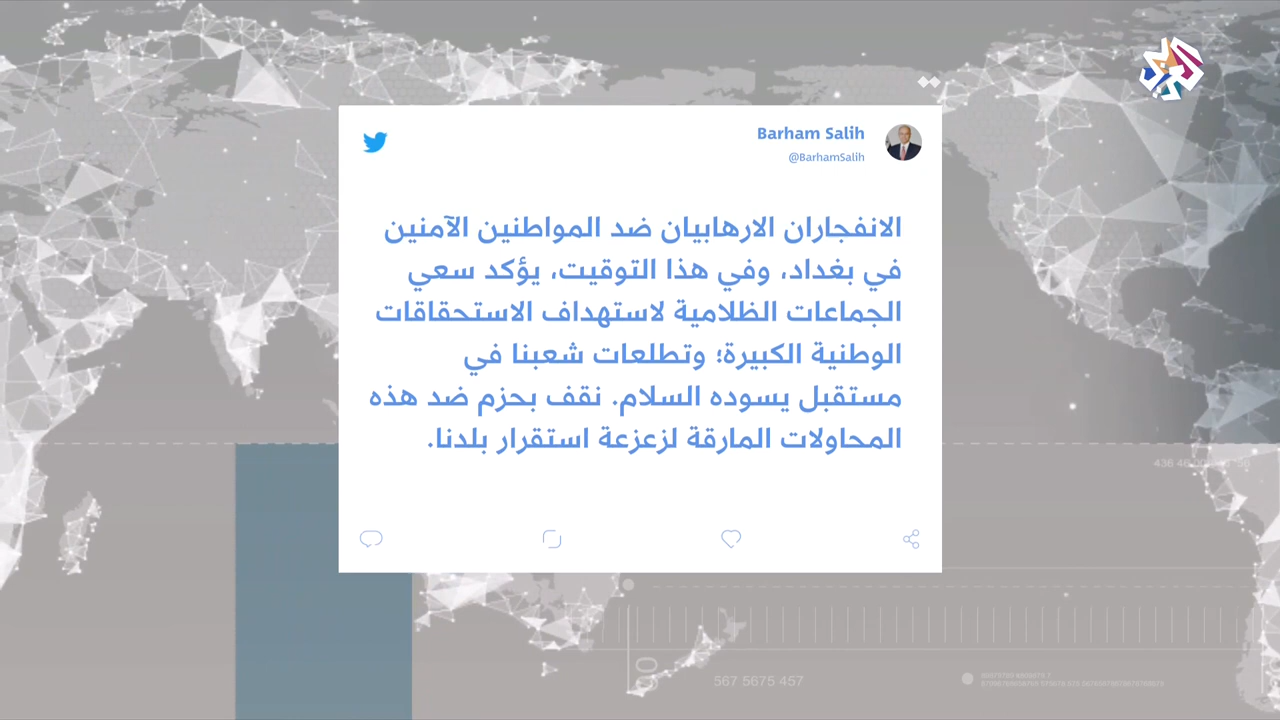 Barham Salih
@BarhamSalih
الانفجاران الارهابيان ضد المواطنين الآمنين
في بغداد، وفي هذا التوقيت، يؤكد سعي
الجماعات الظلامية لاستهداف الاستحقاقات
الوطنية الكبيرة؛ وتطلعات شعبنا في
مستقبل يسوده السلام. نقف بحزم ضد هذه
المحاولات المارقة لزعزعة استقرار بلدنا.
567 5675 457